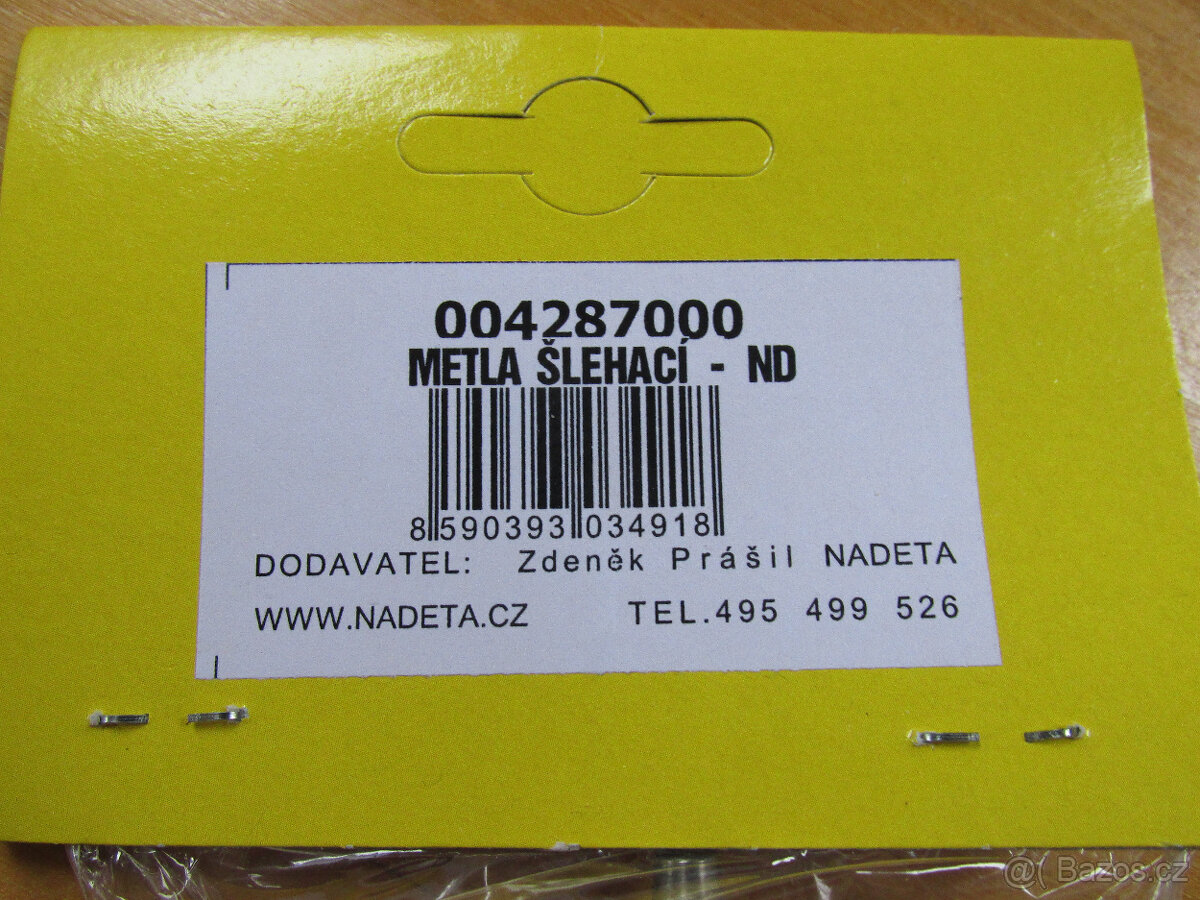 004287000
METLA ŠLEHACÍ - ND
8 590393 034918
DODAVATEL: Zdeněk Prášil NADETA
WWW.NADETA.CZ TEL.495 499 526
@( Bazos.cz